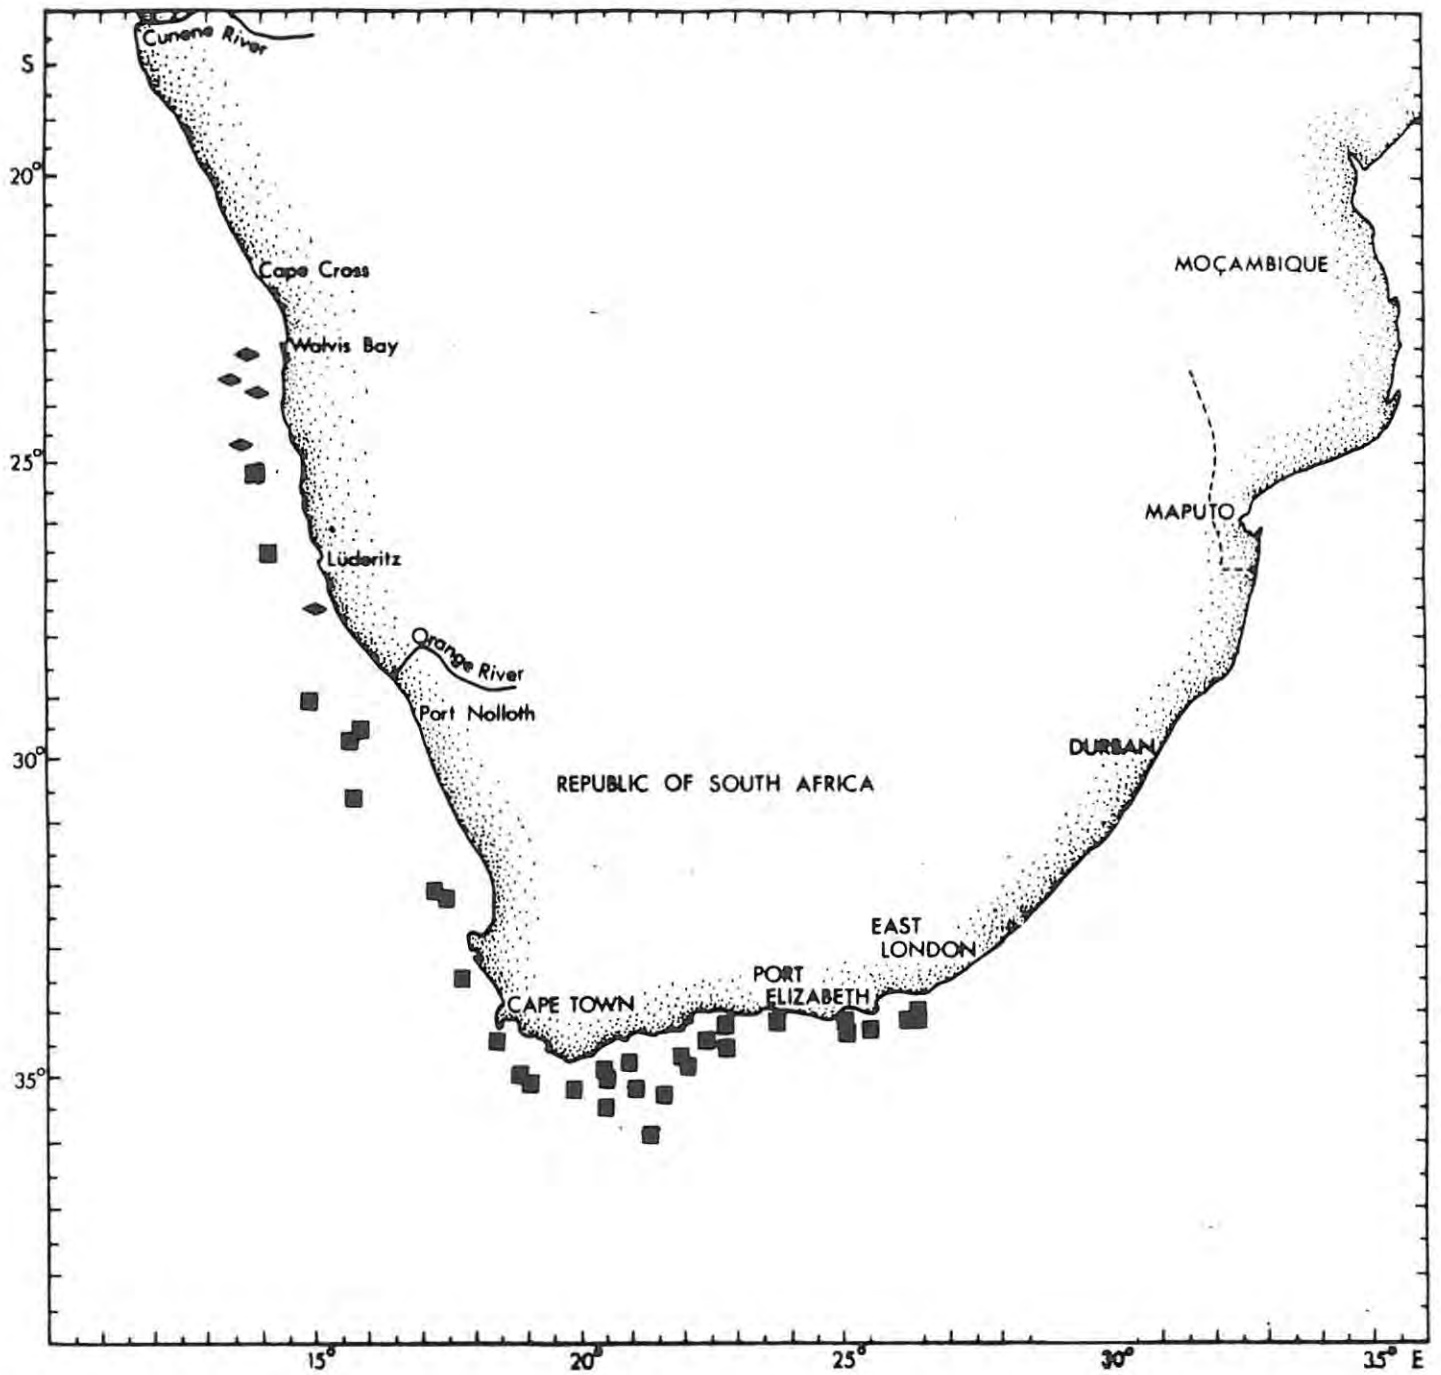 Cunene River
S
20°
Cape Cross
MOÇAMBIQUE
Walvis Bay
25°
MAPUTO
Lüderitz
Orange River
Port Nolloth
DURBAN
30°
REPUBLIC OF SOUTH AFRICA
EAST
LONDON
PORT
ELIZABETH
CAPE TOWN
35°
15°
20°
25°
30°
35° E